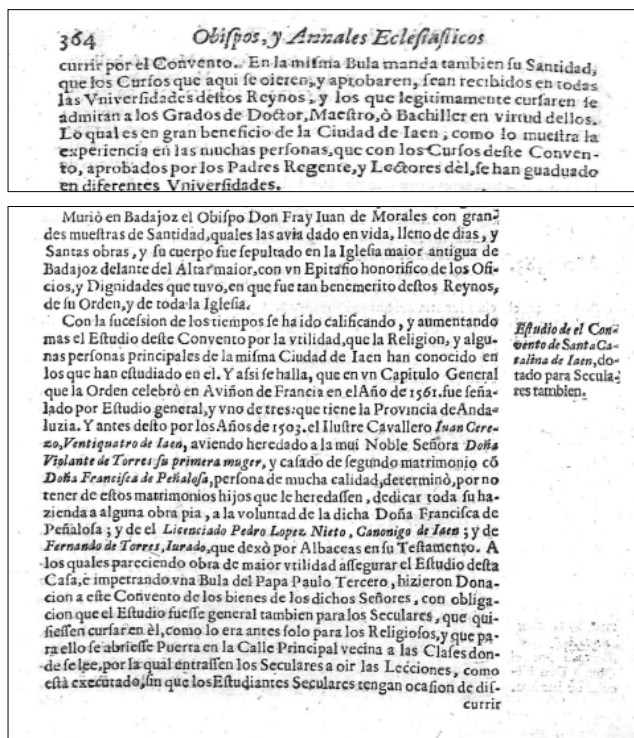 364 Obiſpos, y Annales Eclesiaſticos
currir por el Convento. En la miſma Bula manda tambien ſu Santidad,
que los Curſos que aqui ſe oieren, y aprobaren, ſean recibidos en todas
las Vniverſidades deſtos Reynos, y los que legitimamente curſaren ſe
admitan a los Grados de Doctor, Maeſtro, ò Bachiller en virtud dellos.
Lo qual es en gran beneficio de la Ciudad de Iaen, como lo mueſtra la
experiencia en las muchas perſonas, que con los Curſos deſte Conven-
to, aprobados por los Padres Regente, y Lectores dèl, ſe han guaduado
en diferentes Vniverſidades.
Murió en Badajoz el Obiſpo Don Fray Iuan de Morales con gran-
des mueſtras de Santidad, quales las avia dado en vida, lleno de dias, y
Santas obras, y ſu cuerpo fue ſepultado en la Igleſia maior antigua de
Badajoz delante del Altar maior, con vn Epitafio honorifico de los Ofi-
cios, y Dignidades que tuvo, en que fue tan benemerito deſtos Reynos,
de ſu Orden, y de toda la Igleſia.
Con la ſuceſsion de los tiempos ſe ha ido calificando, y aumentando
mas el Eſtudio deſte Convento por la vtilidad, que la Religion, y algu-
nas perſonas principales de la miſma Ciudad de Iaen han conocido en
los que han eſtudiado en el. Y aſsi ſe halla, que en vn Capitulo General
que la Orden celebrò en Aviñon de Francia en el Año de 1561. fue ſeña-
lado por Eſtudio general, y vno de tres: que tiene la Provincia de Anda-
luzia. Y antes deſto por los Años de 1503. el Iluſtre Cavallero Iuan Cere-
zo, Ventiquatro de Iaen, aviendo heredado a la mui Noble Señora Doña
Violante de Torres ſu primera muger, y caſado de ſegundo matrimonio cō
Doña Franciſca de Peñaloſa, perſona de mucha calidad, determinò, por no
tener de eſtos matrimonios hijos que le heredaſſen, dedicar toda ſu ha-
zienda a alguna obra pia, a la voluntad de la dicha Doña Franciſca de
Peñaloſa; y de el Licenciado Pedro Lopez Nieto, Canonigo de Iaen; y de
Fernando de Torres, Iurado, que dexò por Albaceas en ſu Teſtamento. A
los quales pareciendo obra de maior vtilidad aſſegurar el Eſtudio deſta
Caſa, è impetrando vna Bula del Papa Paulo Tercero, hizieron Dona-
cion a eſte Convento de los bienes de los dichos Señores, con obliga-
cion que el Eſtudio fueſſe general tambien para los Seculares, que qui-
ſieſſen curſar en èl, como lo era antes ſolo para los Religioſos, y que pa-
ra ello ſe abrieſſe Puerta en la Calle Principal vecina a las Claſes don-
de ſe lee, por la qual entraſſen los Seculares a oir las Lecciones, como
eſtà executado, ſin que los Eſtudiantes Seculares tengan ocaſion de diſ-
currir
Eſtudio de el Con-
vento de Santa Ca-
talina de Iaen, do-
tado para Secula-
res tambien.